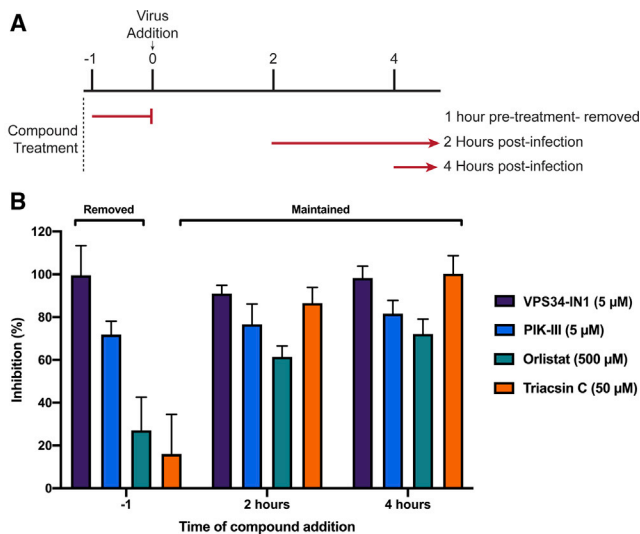 A
Virus
Addition
-1 0 2 4
Compound
Treatment
1 hour pre-treatment- removed
2 Hours post-infection
4 Hours post-infection
B
Removed Maintained
120
100
80
60
40
20
0
Inhibition (%)
-1 2 hours 4 hours
Time of compound addition
VPS34-IN1 (5 µM)
PIK-III (5 µM)
Orlistat (500 µM)
Triacsin C (50 µM)